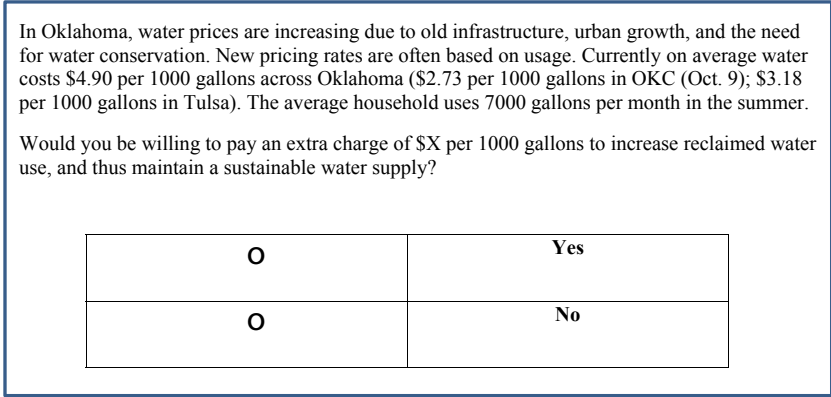 In Oklahoma, water prices are increasing due to old infrastructure, urban growth, and the need
for water conservation. New pricing rates are often based on usage. Currently on average water
costs $4.90 per 1000 gallons across Oklahoma ($2.73 per 1000 gallons in OKC (Oct. 9); $3.18
per 1000 gallons in Tulsa). The average household uses 7000 gallons per month in the summer.
Would you be willing to pay an extra charge of $X per 1000 gallons to increase reclaimed water
use, and thus maintain a sustainable water supply?
O Yes
O No